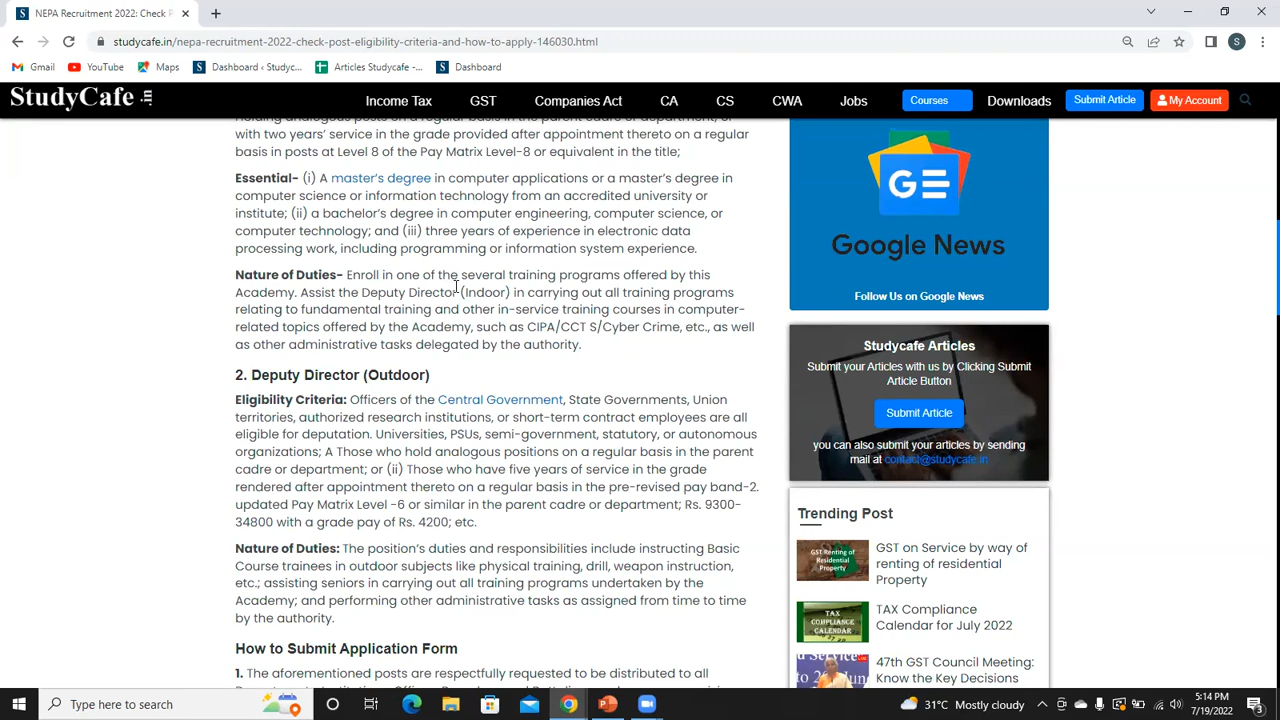 NEPA Recruitment 2022: Check P
studycafe.in/nepa-recruitment-2022-check-post-eligibility-criteria-and-how-to-apply-146030.html
S
Gmail
YouTube
Maps
Dashboard ‹ Studyc...
Articles Studycafe -...
Dashboard
StudyCafe
Income Tax
GST
Companies Act
CA
CS
CWA
Jobs
Courses
Downloads
Submit Article
My Account
holding analogous posts on a regular basis in the parent cadre or department; or
with two years' service in the grade provided after appointment thereto on a regular
basis in posts at Level 8 of the Pay Matrix Level-8 or equivalent in the title;
Essential- (i) A master's degree in computer applications or a master's degree in
computer science or information technology from an accredited university or
institute; (ii) a bachelor's degree in computer engineering, computer science, or
computer technology; and (iii) three years of experience in electronic data
processing work, including programming or information system experience.
Nature of Duties- Enroll in one of the several training programs offered by this
Academy. Assist the Deputy Director (Indoor) in carrying out all training programs
relating to fundamental training and other in-service training courses in computer-
related topics offered by the Academy, such as CIPA/CCT S/Cyber Crime, etc., as well
as other administrative tasks delegated by the authority.
2. Deputy Director (Outdoor)
Eligibility Criteria: Officers of the Central Government, State Governments, Union
territories, authorized research institutions, or short-term contract employees are all
eligible for deputation. Universities, PSUs, semi-government, statutory, or autonomous
organizations; A Those who hold analogous positions on a regular basis in the parent
cadre or department; or (ii) Those who have five years of service in the grade
rendered after appointment thereto on a regular basis in the pre-revised pay band-2.
updated Pay Matrix Level -6 or similar in the parent cadre or department; Rs. 9300-
34800 with a grade pay of Rs. 4200; etc.
Nature of Duties: The position's duties and responsibilities include instructing Basic
Course trainees in outdoor subjects like physical training, drill, weapon instruction,
etc.; assisting seniors in carrying out all training programs undertaken by the
Academy; and performing other administrative tasks as assigned from time to time
by the authority.
How to Submit Application Form
1. The aforementioned posts are respectfully requested to be distributed to all
G
Google News
Follow Us on Google News
Studycafe Articles
Submit your Articles with us by Clicking Submit
Article Button
Submit Article
you can also submit your articles by sending
mail at contact@studycafe.in
Trending Post
GST Renting of
Residential
Property
GST on Service by way of
renting of residential
Property
TAX
COMPLIANCE
CALENDAR
TAX Compliance
Calendar for July 2022
47th GST Council Meeting:
Know the Key Decisions
Type here to search
31°C Mostly cloudy
5:14 PM
7/19/2022
3